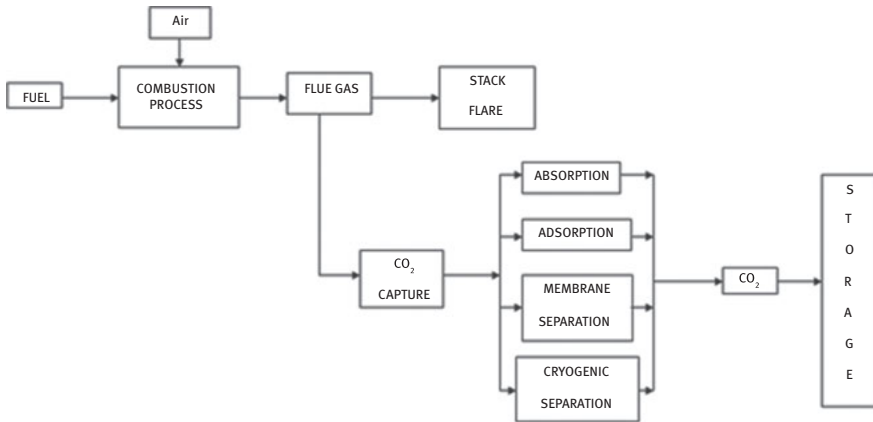 Air
FUEL
COMBUSTION
PROCESS
FLUE GAS
STACK
FLARE
ABSORPTION
ADSORPTION
CO₂
CAPTURE
MEMBRANE
SEPARATION
CRYOGENIC
SEPARATION
CO₂
S
T
O
R
A
G
E